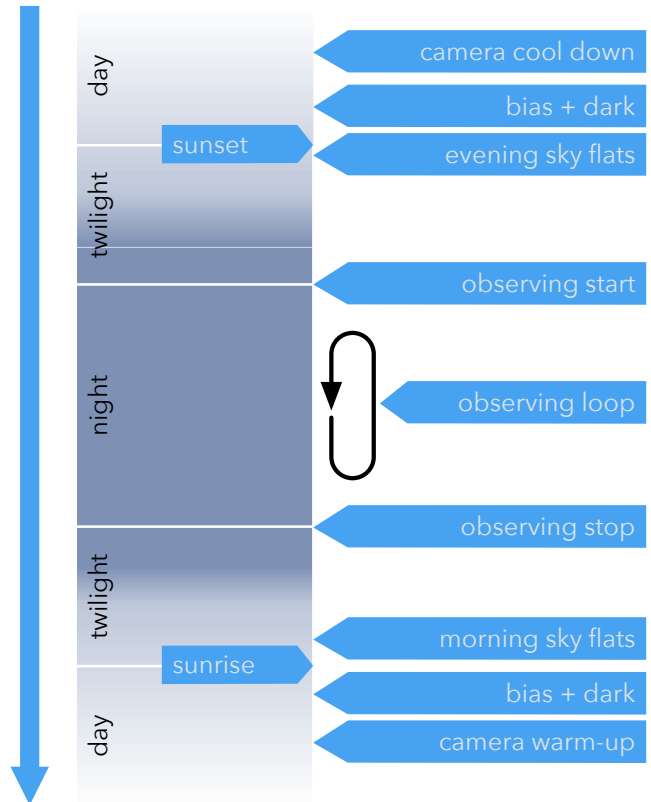 day
camera cool down
bias + dark
sunset
evening sky flats
twilight
observing start
night
observing loop
observing stop
twilight
morning sky flats
sunrise
bias + dark
day
camera warm-up